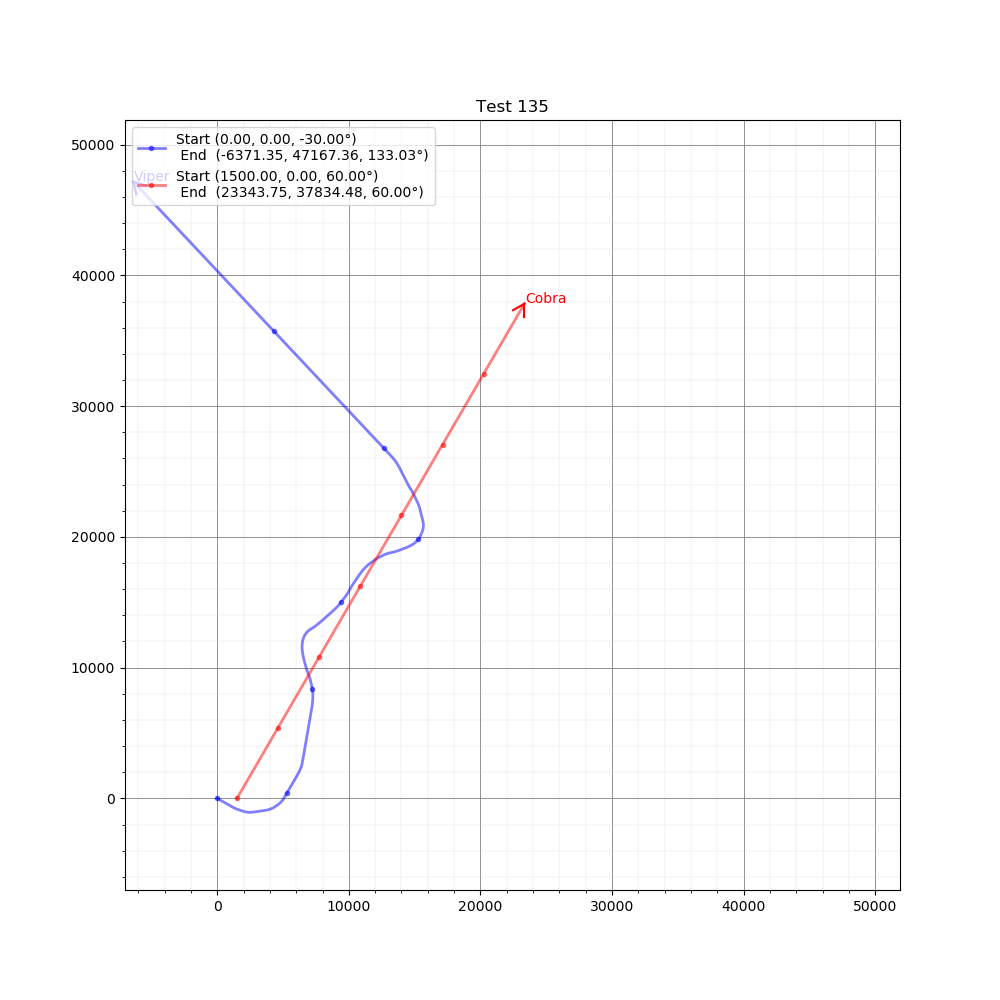 Test 135
Start (0.00, 0.00, -30.00°)
End (-6371.35, 47167.36, 133.03°)
Viper
Start (1500.00, 0.00, 60.00°)
End (23343.75, 37834.48, 60.00°)
Cobra
50000
40000
30000
20000
10000
0
0
10000
20000
30000
40000
50000